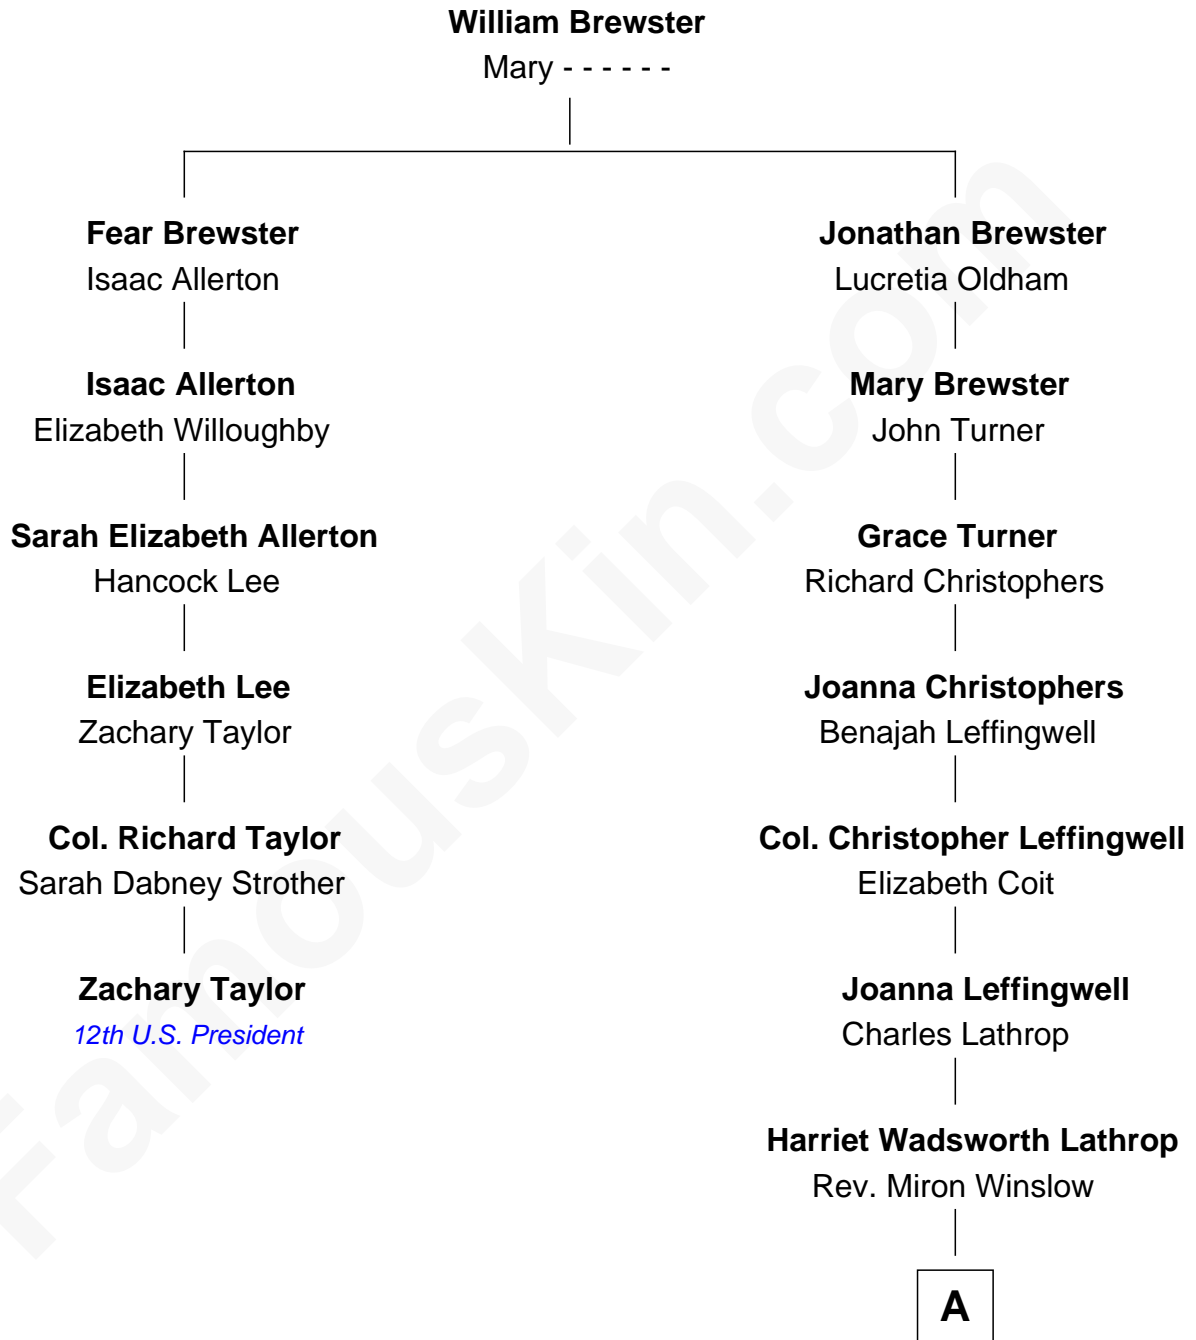 William Brewster
Mary - - - - - -
Fear Brewster
Isaac Allerton
Jonathan Brewster
Lucretia Oldham
Isaac Allerton
Elizabeth Willoughby
Mary Brewster
John Turner
Sarah Elizabeth Allerton
Hancock Lee
Grace Turner
Richard Christophers
Elizabeth Lee
Zachary Taylor
Joanna Christophers
Benajah Leffingwell
Col. Richard Taylor
Sarah Dabney Strother
Col. Christopher Leffingwell
Elizabeth Coit
Zachary Taylor
12th U.S. President
Joanna Leffingwell
Charles Lathrop
Harriet Wadsworth Lathrop
Rev. Miron Winslow
A
FamousKin.com